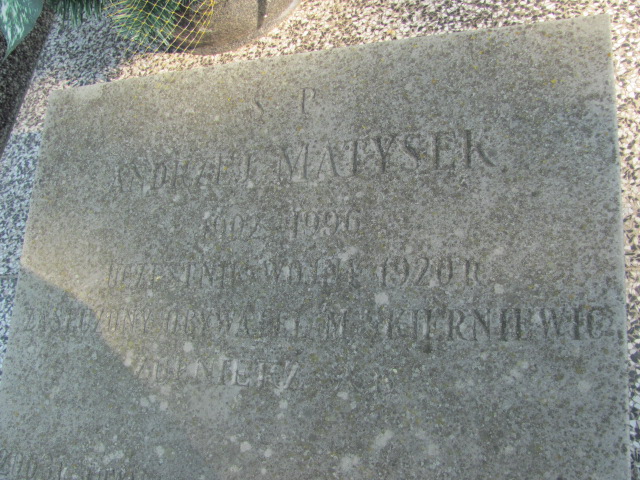 S P
ANDRZEJ MATYSEK
1902 1996
UCZESTNIK WOJNY 1920 R
ZASŁUŻONY OBYWATEL M. SKIERNIEWIC
ŻOŁNIERZ